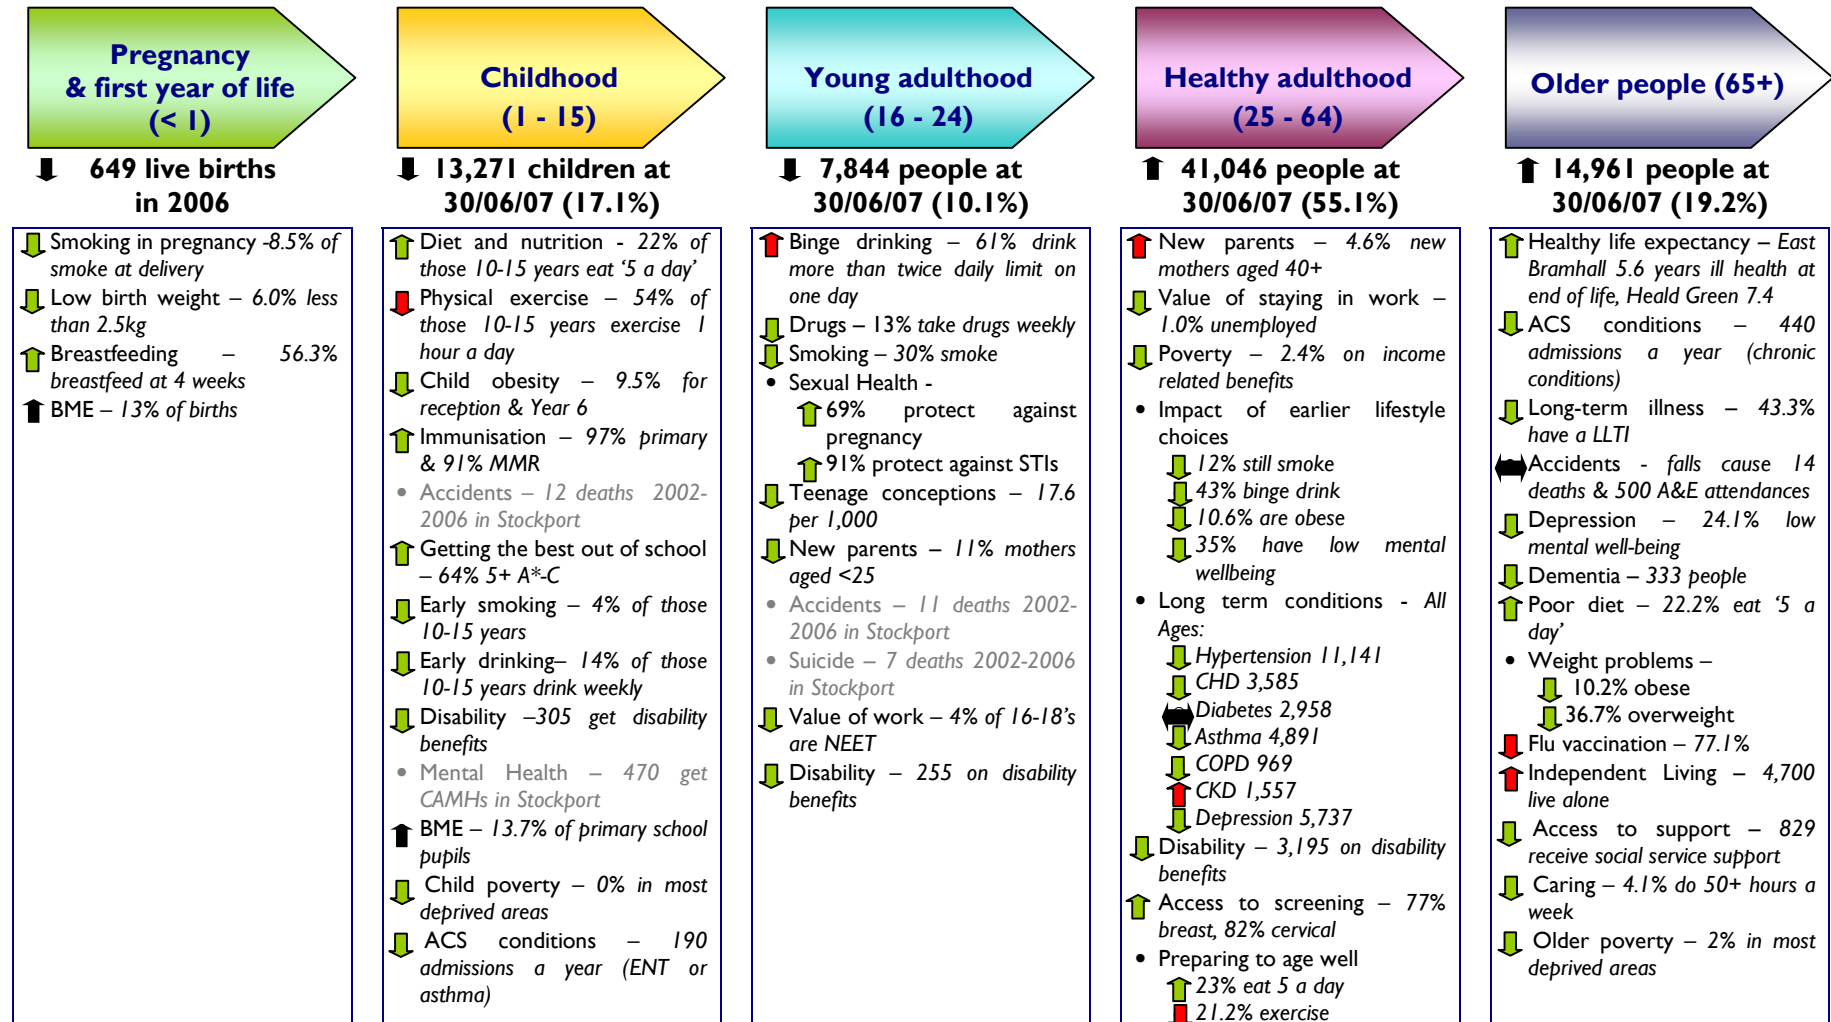 Pregnancy
& first year of life
(< 1)
649 live births
in 2006
Smoking in pregnancy -8.5% of
smoke at delivery
Low birth weight – 6.0% less
than 2.5kg
Breastfeeding – 56.3%
breastfeed at 4 weeks
BME – 13% of births
Childhood
(1 - 15)
13,271 children at
30/06/07 (17.1%)
Diet and nutrition - 22% of
those 10-15 years eat ‘5 a day’
Physical exercise – 54% of
those 10-15 years exercise 1
hour a day
Child obesity – 9.5% for
reception & Year 6
Immunisation – 97% primary
& 91% MMR
• Accidents – 12 deaths 2002-
2006 in Stockport
Getting the best out of school
– 64% 5+ A*-C
Early smoking – 4% of those
10-15 years
Early drinking– 14% of those
10-15 years drink weekly
Disability –305 get disability
benefits
• Mental Health – 470 get
CAMHs in Stockport
BME – 13.7% of primary school
pupils
Child poverty – 0% in most
deprived areas
ACS conditions – 190
admissions a year (ENT or
asthma)
Young adulthood
(16 - 24)
7,844 people at
30/06/07 (10.1%)
Binge drinking – 61% drink
more than twice daily limit on
one day
Drugs – 13% take drugs weekly
Smoking – 30% smoke
• Sexual Health -
69% protect against
pregnancy
91% protect against STIs
Teenage conceptions – 17.6
per 1,000
New parents – 11% mothers
aged <25
• Accidents – 11 deaths 2002-
2006 in Stockport
• Suicide – 7 deaths 2002-2006
in Stockport
Value of work – 4% of 16-18’s
are NEET
Disability – 255 on disability
benefits
Healthy adulthood
(25 - 64)
41,046 people at
30/06/07 (55.1%)
New parents – 4.6% new
mothers aged 40+
Value of staying in work –
1.0% unemployed
Poverty – 2.4% on income
related benefits
• Impact of earlier lifestyle
choices
12% still smoke
43% binge drink
10.6% are obese
35% have low mental
wellbeing
• Long term conditions - All
Ages:
Hypertension 11,141
CHD 3,585
Diabetes 2,958
Asthma 4,891
COPD 969
CKD 1,557
Depression 5,737
Disability – 3,195 on disability
benefits
Access to screening – 77%
breast, 82% cervical
• Preparing to age well
23% eat 5 a day
21.2% exercise
Older people (65+)
14,961 people at
30/06/07 (19.2%)
Healthy life expectancy – East
Bramhall 5.6 years ill health at
end of life, Heald Green 7.4
ACS conditions – 440
admissions a year (chronic
conditions)
Long-term illness – 43.3%
have a LLTI
Accidents - falls cause 14
deaths & 500 A&E attendances
Depression – 24.1% low
mental well-being
Dementia – 333 people
Poor diet – 22.2% eat ‘5 a
day’
• Weight problems –
10.2% obese
36.7% overweight
Flu vaccination – 77.1%
Independent Living – 4,700
live alone
Access to support – 829
receive social service support
Caring – 4.1% do 50+ hours a
week
Older poverty – 2% in most
deprived areas